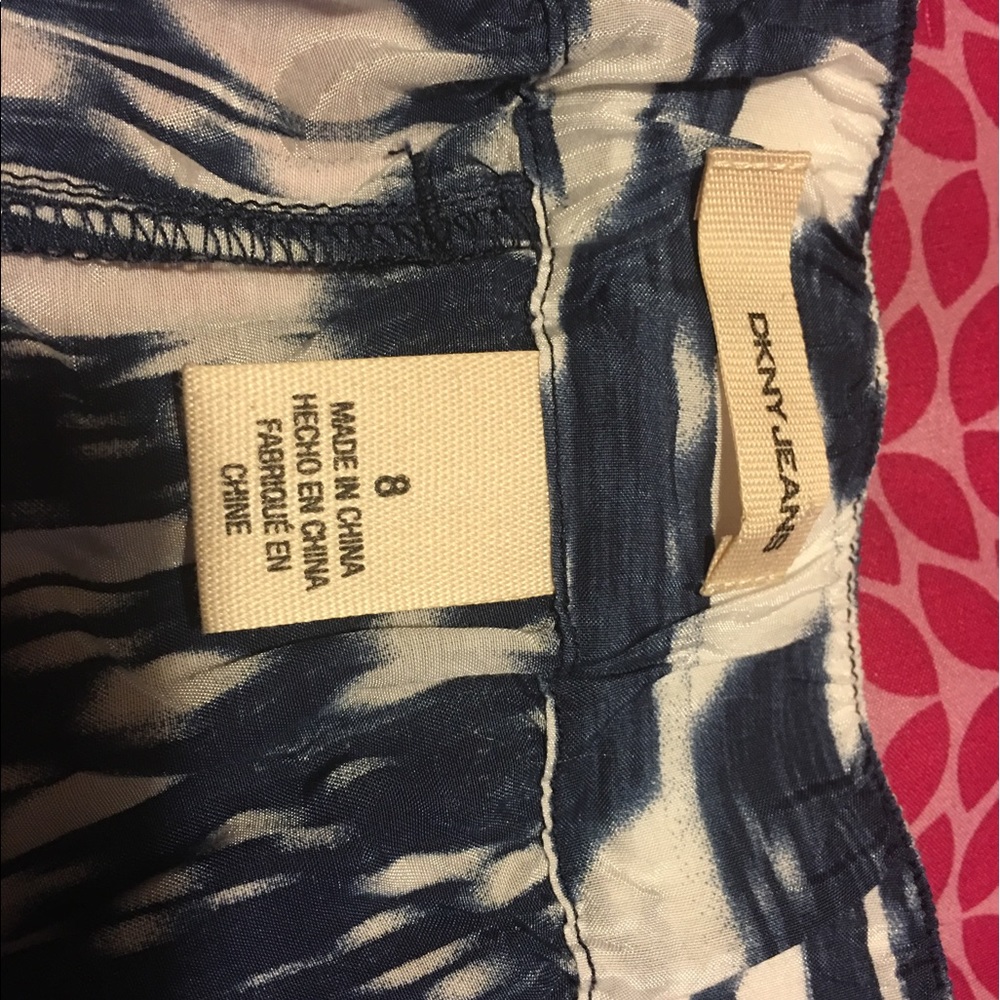 DKNY JEANS
8
MADE IN CHINA
HECHO EN CHINA
FABRIQUÉ EN
CHINE